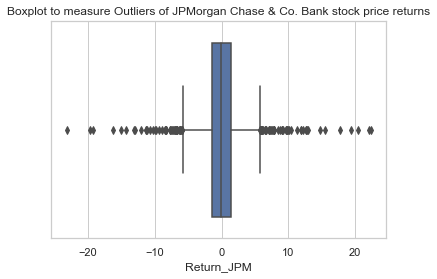 Boxplot to measure Outliers of JPMorgan Chase & Co. Bank stock price returns
−20 −10 0 10 20
Return_JPM